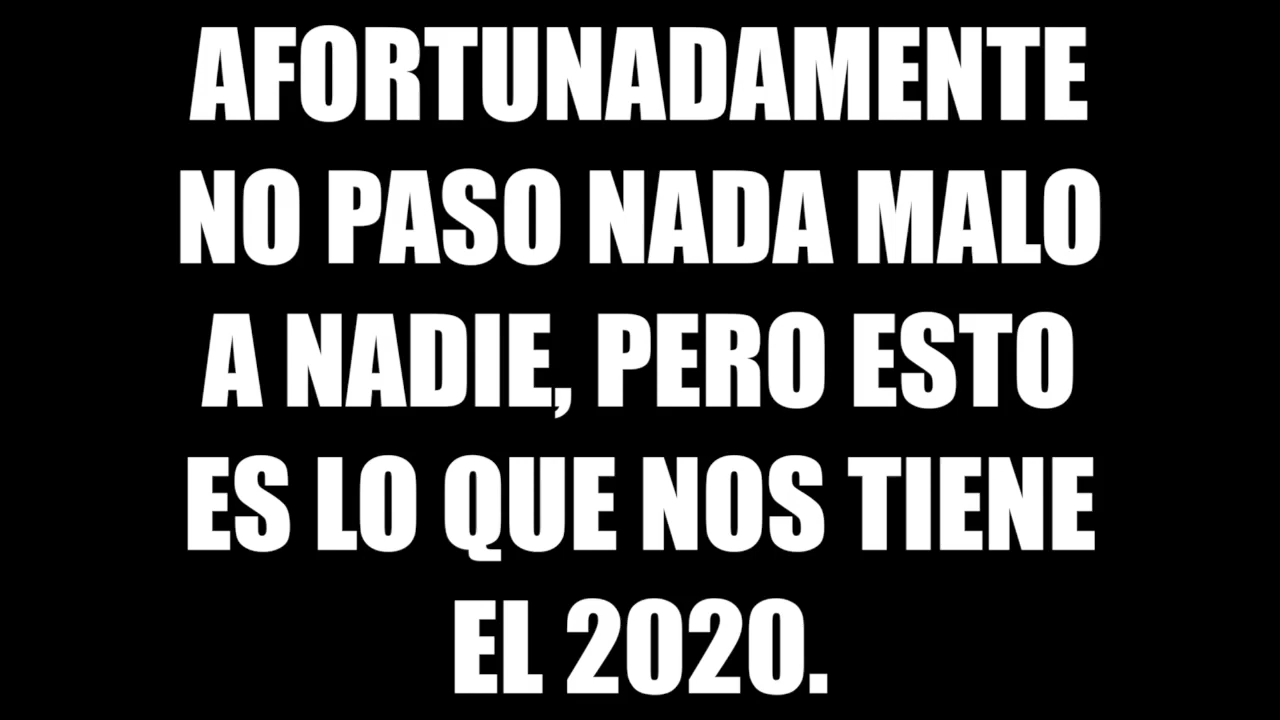 AFORTUNADAMENTE
NO PASO NADA MALO
A NADIE, PERO ESTO
ES LO QUE NOS TIENE
EL 2020.